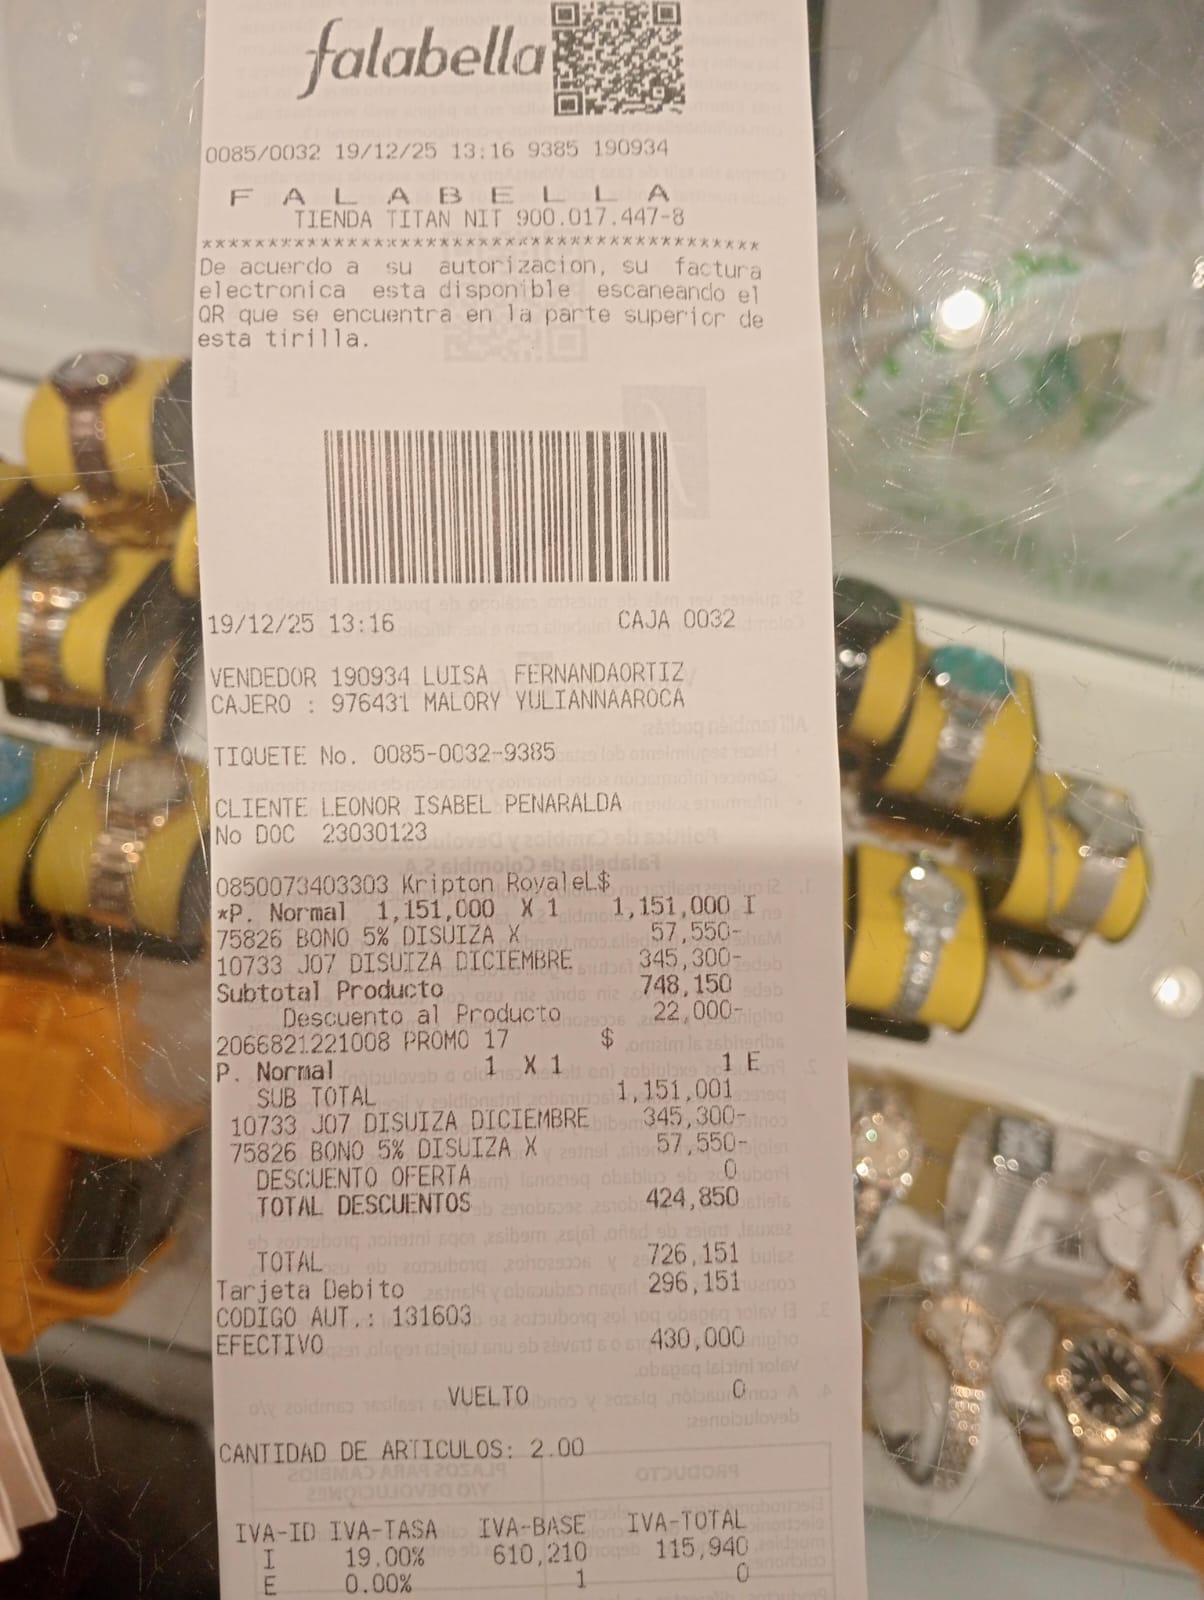 falabella
0085/0032 19/12/25 13:16 9385 190934
F A L A B E L L A
TIENDA TITAN NIT 900.017.447-8
*******************************************
De acuerdo a su autorizacion, su factura
electronica esta disponible escaneando el
QR que se encuentra en la parte superior de
esta tirilla.
19/12/25 13:16 CAJA 0032
VENDEDOR 190934 LUISA FERNANDAORTIZ
CAJERO : 976431 MALORY YULIANNAAROCA
TIQUETE No. 0085-0032-9385
CLIENTE LEONOR ISABEL PENARALDA
No DOC 23030123
0850073403303 Kripton RoyaleL$
*P. Normal 1,151,000 X 1 1,151,000 I
75826 BONO 5% DISUIZA X 57,550-
10733 J07 DISUIZA DICIEMBRE 345,300-
Subtotal Producto 748,150
Descuento al Producto 22,000-
2066821221008 PROMO 17 $
P. Normal 1 X 1 1 E
SUB TOTAL 1,151,001
10733 J07 DISUIZA DICIEMBRE 345,300-
75826 BONO 5% DISUIZA X 57,550-
DESCUENTO OFERTA 0
TOTAL DESCUENTOS 424,850
TOTAL 726,151
Tarjeta Debito 296,151
CODIGO AUT.: 131603
EFECTIVO 430,000
VUELTO 0
CANTIDAD DE ARTICULOS: 2.00
IVA-ID IVA-TASA IVA-BASE IVA-TOTAL
I 19.00% 610,210 115,940
E 0.00% 1 0